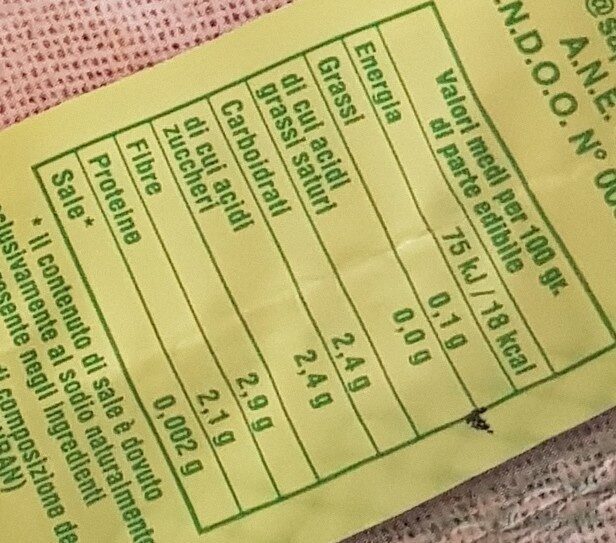 A.N.E.
N.D.O.O. N° 0
Valori medi per 100 gr.
di parte edibile
Energia 75 kJ / 18 kcal
Grassi 0,1 g
di cui acidi
grassi saturi 0,0 g
Carboidrati 2,4 g
di cui acidi
zuccheri 2,4 g
Fibre 2,9 g
Proteine 2,1 g
Sale* 0,002 g
* Il contenuto di sale è dovuto
esclusivamente al sodio naturalmente
presente negli ingredienti
di composizione